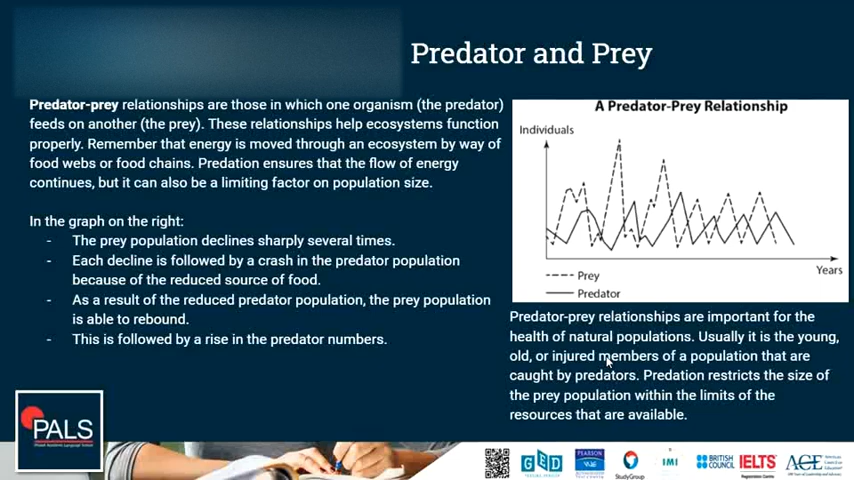 Predator and Prey
Predator-prey relationships are those in which one organism (the predator)
feeds on another (the prey). These relationships help ecosystems function
properly. Remember that energy is moved through an ecosystem by way of
food webs or food chains. Predation ensures that the flow of energy
continues, but it can also be a limiting factor on population size.
In the graph on the right:
- The prey population declines sharply several times.
- Each decline is followed by a crash in the predator population
because of the reduced source of food.
- As a result of the reduced predator population, the prey population
is able to rebound.
- This is followed by a rise in the predator numbers.
A Predator-Prey Relationship
Individuals
Years
Prey
Predator
Predator-prey relationships are important for the
health of natural populations. Usually it is the young,
old, or injured members of a population that are
caught by predators. Predation restricts the size of
the prey population within the limits of the
resources that are available.
PALS
GED
PEARSON
VUE
StudyGroup
IMI
BRITISH
COUNCIL
IELTS
ACE